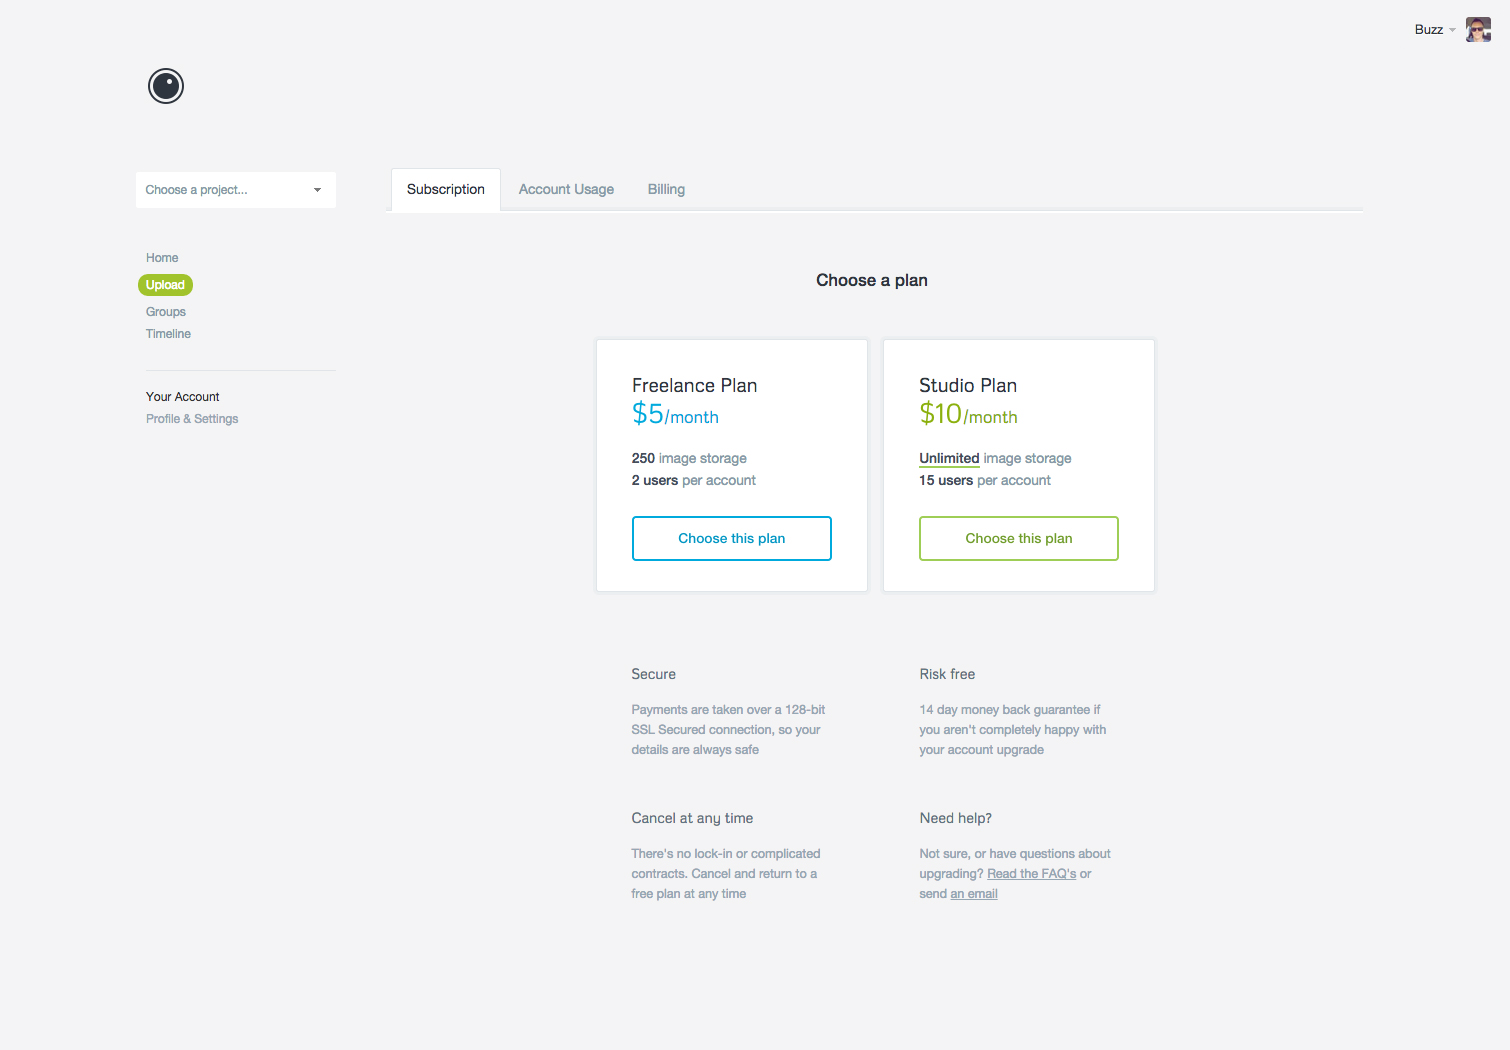 Buzz
Choose a project...
Subscription
Account Usage
Billing
Home
Upload
Groups
Timeline
Your Account
Profile & Settings
Choose a plan
Freelance Plan
$5/month
250 image storage
2 users per account
Choose this plan
Studio Plan
$10/month
Unlimited image storage
15 users per account
Choose this plan
Secure
Payments are taken over a 128-bit
SSL Secured connection, so your
details are always safe
Risk free
14 day money back guarantee if
you aren't completely happy with
your account upgrade
Cancel at any time
There's no lock-in or complicated
contracts. Cancel and return to a
free plan at any time
Need help?
Not sure, or have questions about
upgrading? Read the FAQ's or
send an email